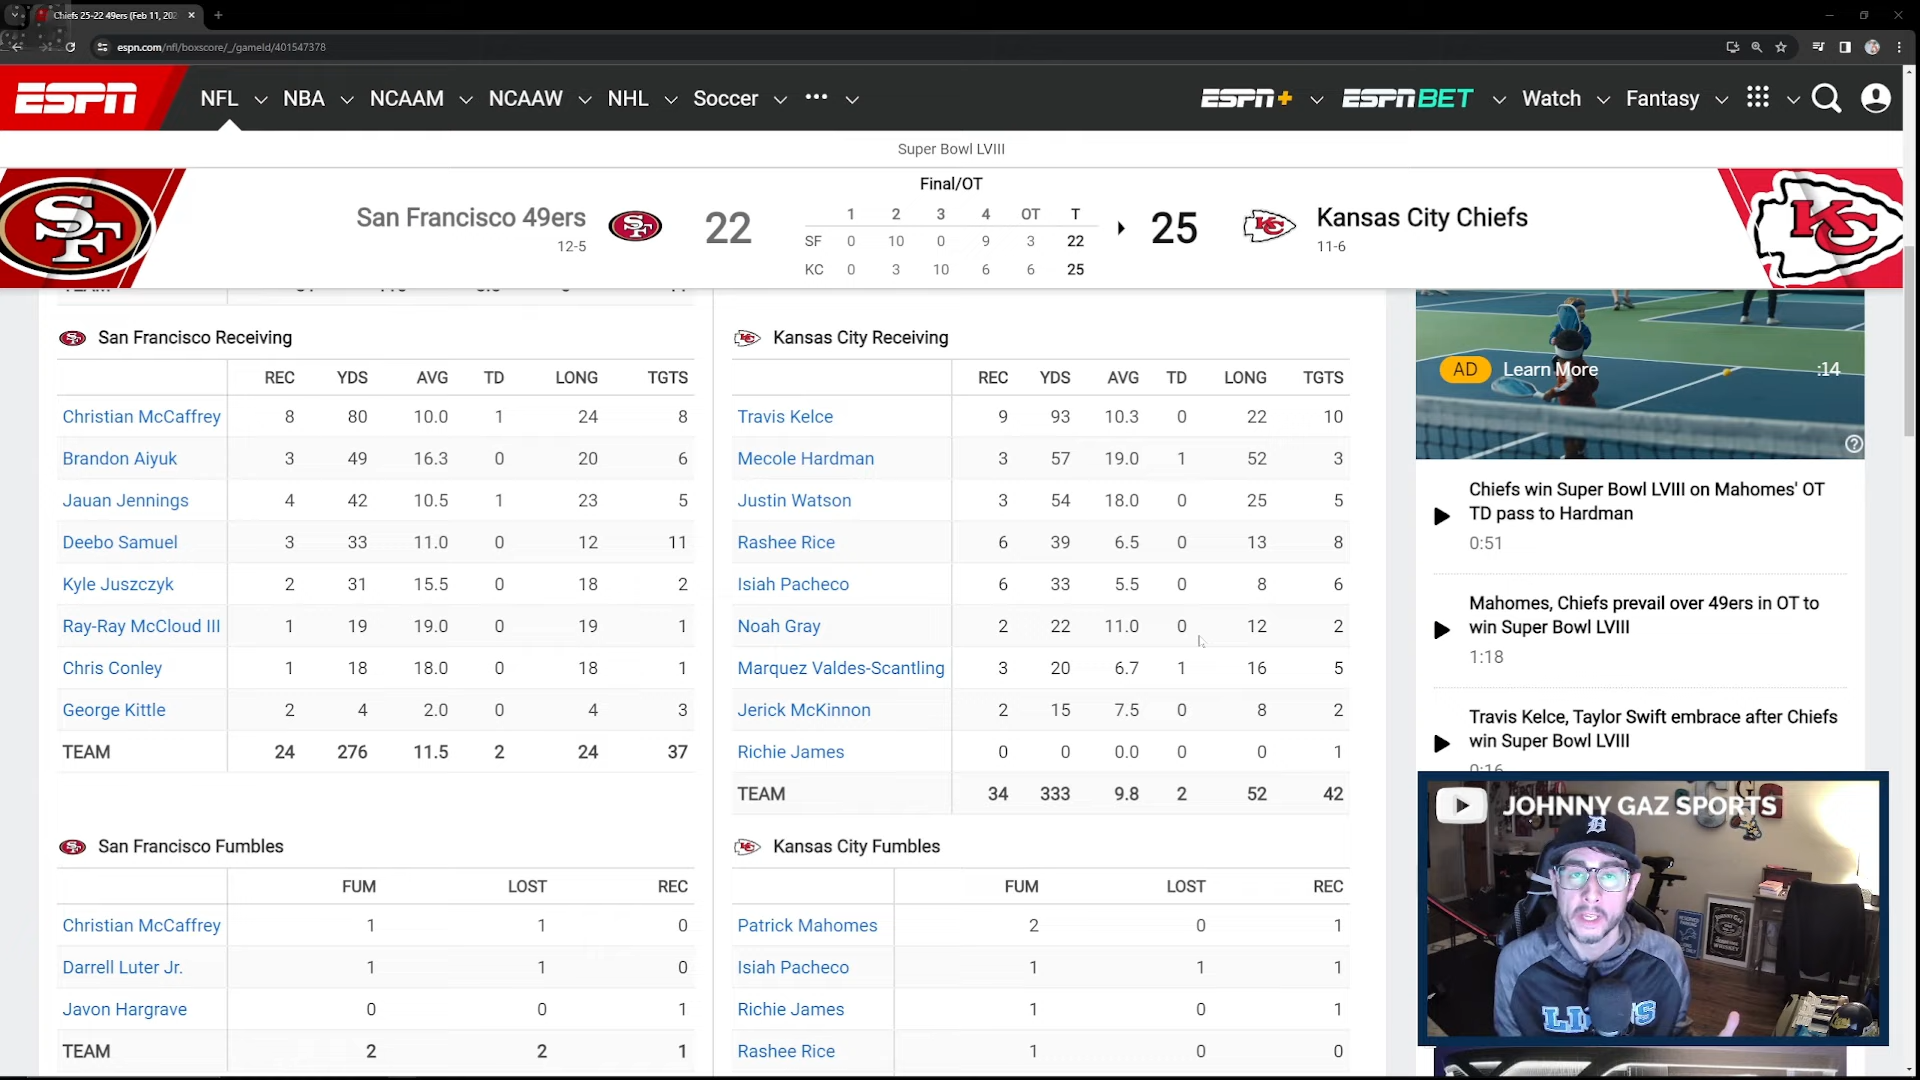 Chiefs 25-22 49ers (Feb 11, 202
espn.com/nfl/boxscore/_/gameId/401547378
ESPN
NFL NBA NCAAM NCAAW NHL Soccer ESPN+ ESPN BET Watch Fantasy
Super Bowl LVIII
Final/OT
San Francisco 49ers
12-5
SF
22
1 2 3 4 OT T
SF 0 10 0 9 3 22
KC 0 3 10 6 6 25
25
KC
Kansas City Chiefs
11-6
San Francisco Receiving
REC YDS AVG TD LONG TGTS
Christian McCaffrey 8 80 10.0 1 24 8
Brandon Aiyuk 3 49 16.3 0 20 6
Jauan Jennings 4 42 10.5 1 23 5
Deebo Samuel 3 33 11.0 0 12 11
Kyle Juszczyk 2 31 15.5 0 18 2
Ray-Ray McCloud III 1 19 19.0 0 19 1
Chris Conley 1 18 18.0 0 18 1
George Kittle 2 4 2.0 0 4 3
TEAM 24 276 11.5 2 24 37
Kansas City Receiving
REC YDS AVG TD LONG TGTS
Travis Kelce 9 93 10.3 0 22 10
Mecole Hardman 3 57 19.0 1 52 3
Justin Watson 3 54 18.0 0 25 5
Rashee Rice 6 39 6.5 0 13 8
Isiah Pacheco 6 33 5.5 0 8 6
Noah Gray 2 22 11.0 0 12 2
Marquez Valdes-Scantling 3 20 6.7 1 16 5
Jerick McKinnon 2 15 7.5 0 8 2
Richie James 0 0 0.0 0 0 1
TEAM 34 333 9.8 2 52 42
San Francisco Fumbles
FUM LOST REC
Christian McCaffrey 1 1 0
Darrell Luter Jr. 1 1 0
Javon Hargrave 0 0 1
TEAM 2 2 1
Kansas City Fumbles
FUM LOST REC
Patrick Mahomes 2 0 1
Isiah Pacheco 1 1 1
Richie James 1 0 1
Rashee Rice 1 0 0
AD Learn More :14
Chiefs win Super Bowl LVIII on Mahomes' OT
TD pass to Hardman
0:51
Mahomes, Chiefs prevail over 49ers in OT to
win Super Bowl LVIII
1:18
Travis Kelce, Taylor Swift embrace after Chiefs
win Super Bowl LVIII
0:16
JOHNNY GAZ SPORTS